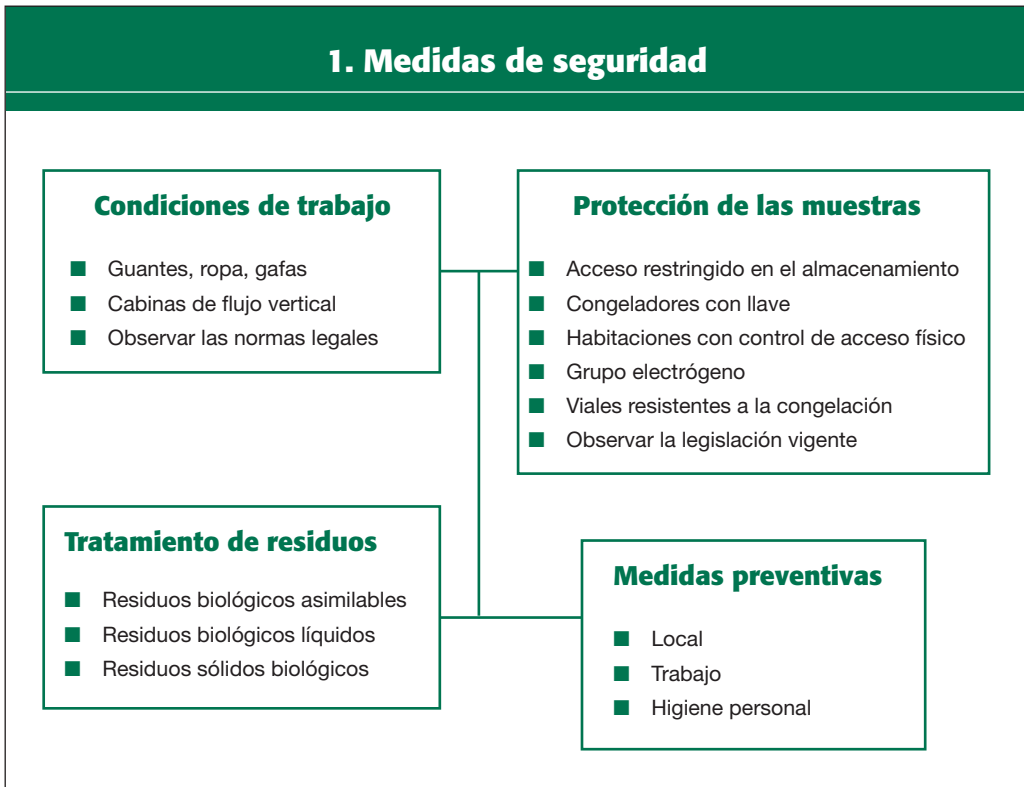 1. Medidas de seguridad
Condiciones de trabajo
■ Guantes, ropa, gafas
■ Cabinas de flujo vertical
■ Observar las normas legales
Protección de las muestras
■ Acceso restringido en el almacenamiento
■ Congeladores con llave
■ Habitaciones con control de acceso físico
■ Grupo electrógeno
■ Viales resistentes a la congelación
■ Observar la legislación vigente
Tratamiento de residuos
■ Residuos biológicos asimilables
■ Residuos biológicos líquidos
■ Residuos sólidos biológicos
Medidas preventivas
■ Local
■ Trabajo
■ Higiene personal